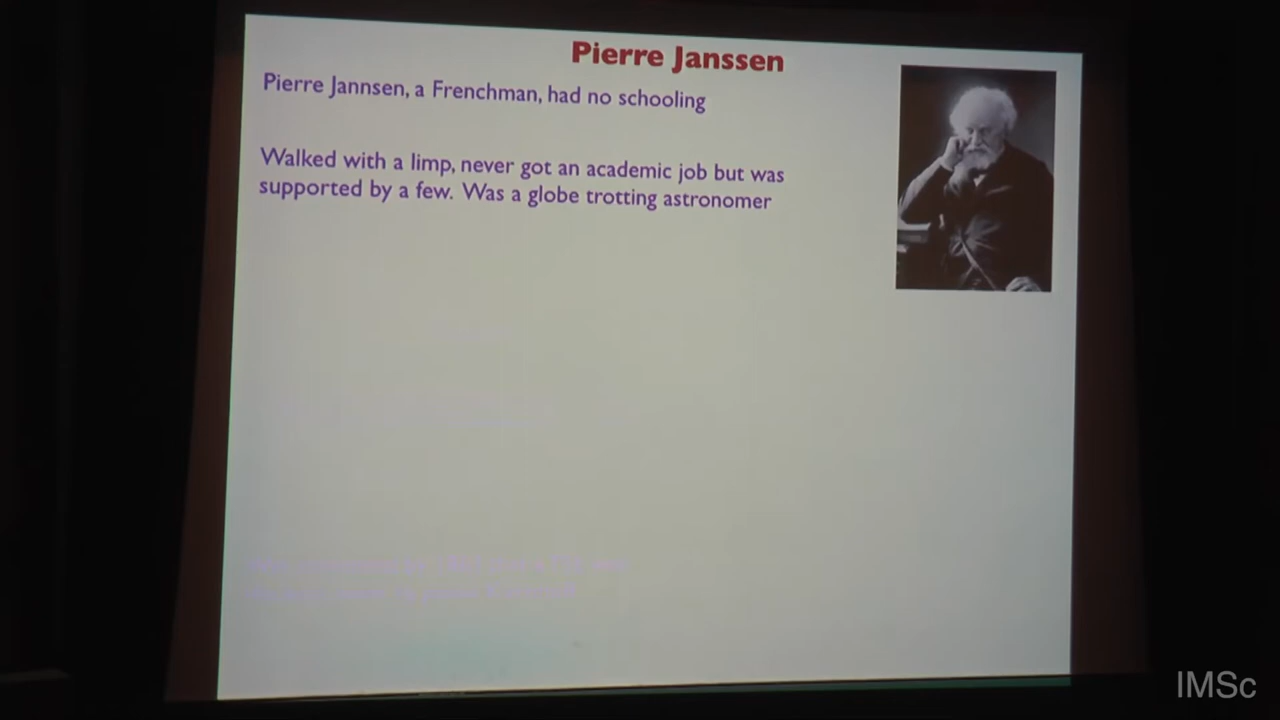 Pierre Janssen
Pierre Jannsen, a Frenchman, had no schooling
Walked with a limp, never got an academic job but was
supported by a few. Was a globe trotting astronomer
IMSc